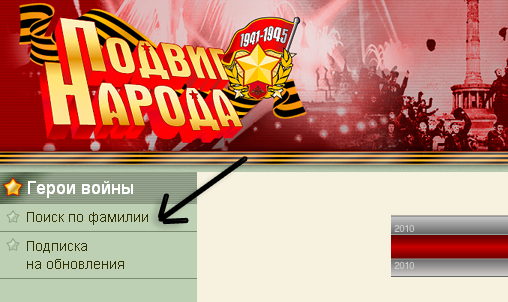 1941-1945
Подвиг
Народа
Герои войны
Поиск по фамилии
Подписка
на обновления
2010
2010